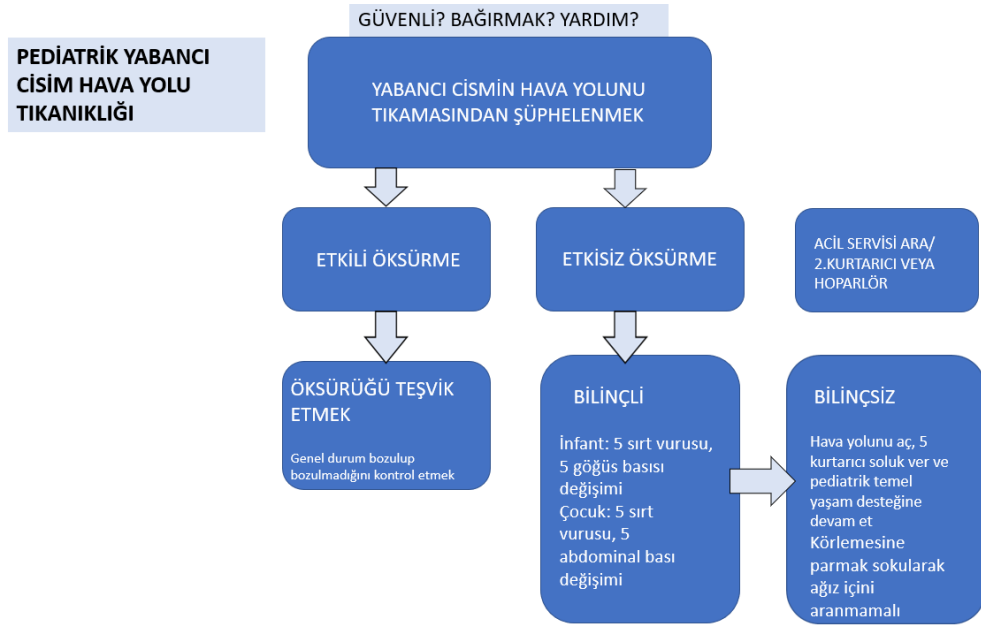 GÜVENLİ? BAĞIRMAK? YARDIM?
PEDİATRİK YABANCI
CİSİM HAVA YOLU
TIKANIKLIĞI
YABANCI CİSMİN HAVA YOLUNU
TIKAMASINDAN ŞÜPHELENMEK
ETKİLİ ÖKSÜRME
ETKİSİZ ÖKSÜRME
ACİL SERVİSİ ARA/
2.KURTARICI VEYA
HOPARLÖR
ÖKSÜRÜĞÜ TEŞVİK
ETMEK
Genel durum bozulup
bozulmadığını kontrol etmek
BİLİNÇLİ
İnfant: 5 sırt vurusu,
5 göğüs basısı
değişimi
Çocuk: 5 sırt
vurusu, 5
abdominal bası
değişimi
BİLİNÇSİZ
Hava yolunu aç, 5
kurtarıcı soluk ver ve
pediatrik temel
yaşam desteğine
devam et
Körlemesine
parmak sokularak
ağız içini
aranmamalı